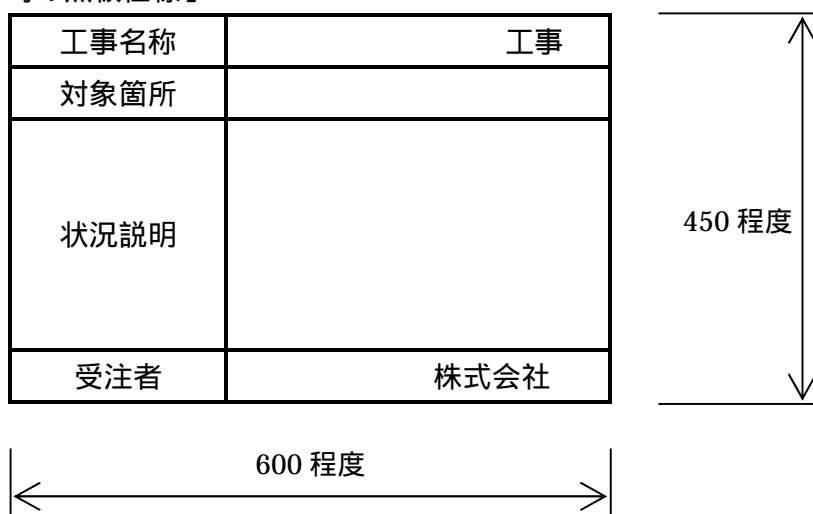 工事名称 工事
対象箇所
状況説明
450 程度
受注者 株式会社
600 程度